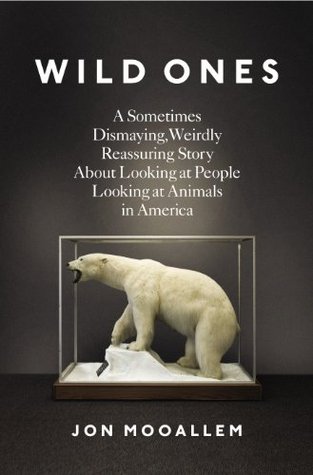 WILD ONES
A Sometimes
Dismaying, Weirdly
Reassuring Story
About Looking at People
Looking at Animals
in America
JON MOOALLEM